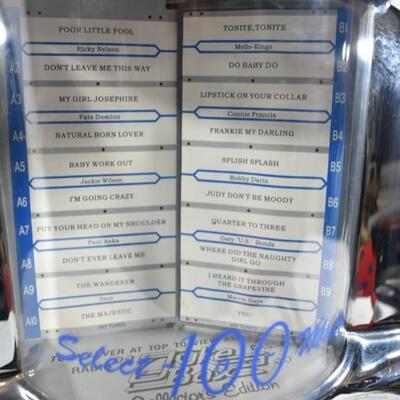 POOR LITTLE FOOL
Ricky Nelson
DON'T LEAVE ME THIS WAY
MY GIRL JOSEPHINE
Fats Domino
NATURAL BORN LOVER
BABY WORK OUT
Jackie Wilson
I'M GOING CRAZY
PUT YOUR HEAD ON MY SHOULDER
Paul Anka
DON'T EVER LEAVE ME
THE WANDERER
Dion
THE MAJESTIC
HIT TUNES
A2
A3
A4
A5
A6
A7
A8
A9
A10
TONITE, TONITE
Mello-Kings
DO BABY DO
LIPSTICK ON YOUR COLLAR
Connie Francis
FRANKIE MY DARLING
SPLISH SPLASH
Bobby Darin
JUDY DON'T BE MOODY
QUARTER TO THREE
Gary "U.S." Bonds
WHERE DID THE NAUGHTY
GIRL GO
I HEARD IT THROUGH
THE GRAPEVINE
Marvin Gaye
'YOU'
B1
B2
B3
B4
B5
B6
B7
B8
B9
Select-100
Collector's Edition